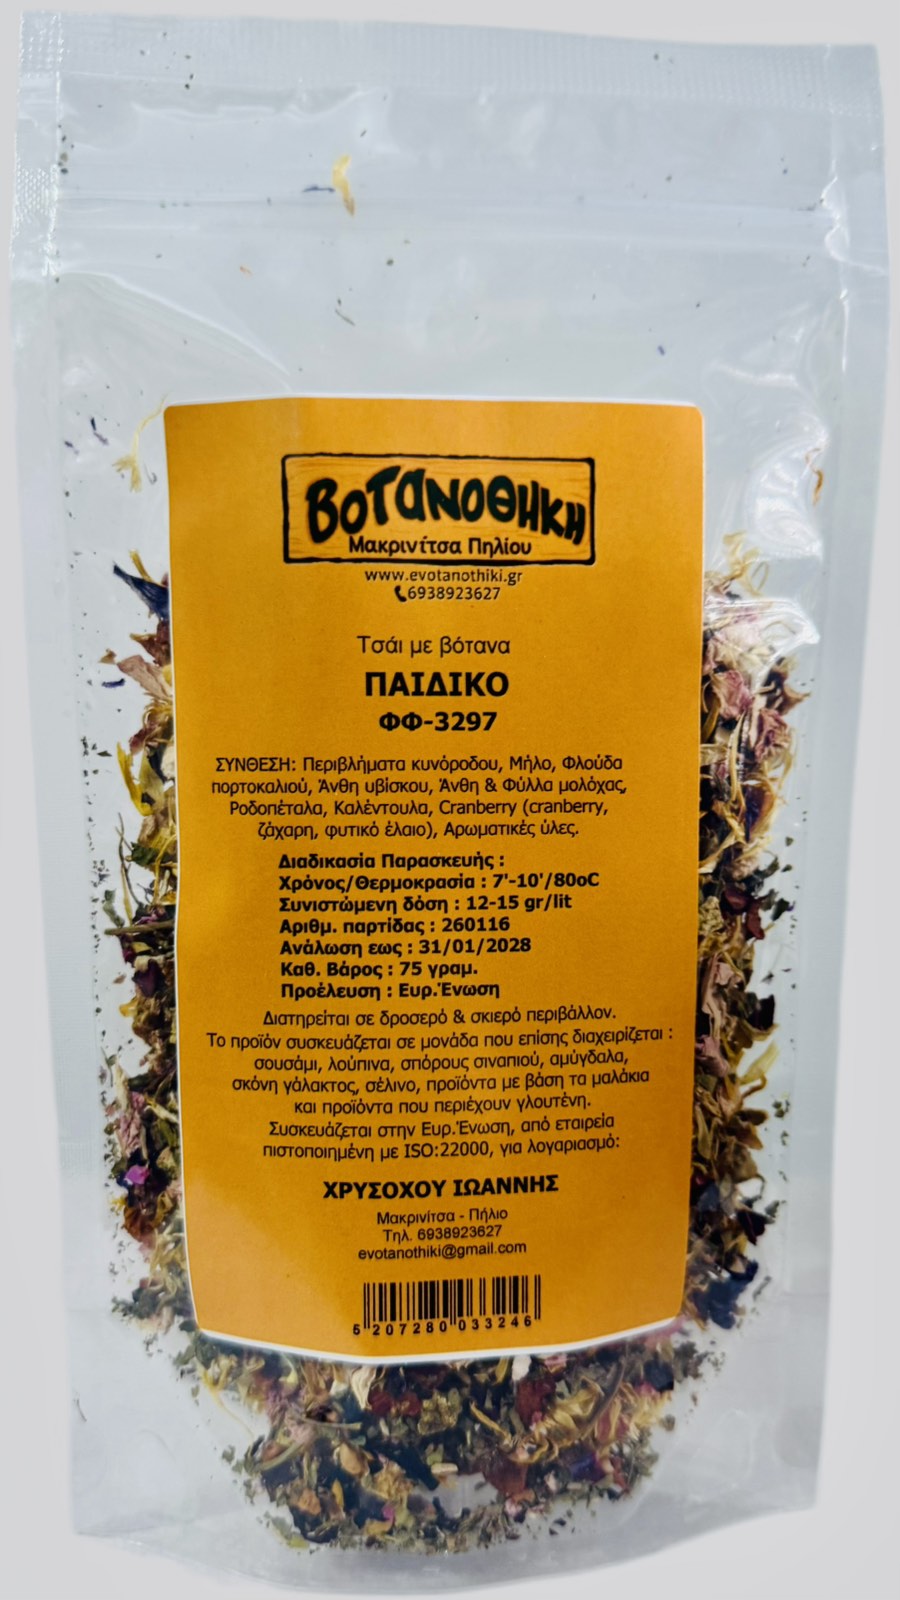 ΒΟΤΑΝΟΘΗΚΗ
Μακρινίτσα Πηλίου
www.evotanothiki.gr
6938923627
Τσάι με βότανα
ΠΑΙΔΙΚΟ
ΦΦ-3297
ΣΥΝΘΕΣΗ: Περιβλήματα κυνόροδου, Μήλο, Φλούδα
πορτοκαλιού, Άνθη υβίσκου, Άνθη & Φύλλα μολόχας,
Ροδοπέταλα, Καλέντουλα, Cranberry (cranberry,
ζάχαρη, φυτικό έλαιο), Αρωματικές ύλες.
Διαδικασία Παρασκευής :
Χρόνος/Θερμοκρασία : 7'-10'/80οC
Συνιστώμενη δόση : 12-15 gr/lit
Αριθμ. παρτίδας : 260116
Ανάλωση εως : 31/01/2028
Καθ. Βάρος : 75 γραμ.
Προέλευση : Ευρ.Ένωση
Διατηρείται σε δροσερό & σκιερό περιβάλλον.
Το προϊόν συσκευάζεται σε μονάδα που επίσης διαχειρίζεται :
σουσάμι, λούπινα, σπόρους σιναπιού, αμύγδαλα,
σκόνη γάλακτος, σέλινο, προϊόντα με βάση τα μαλάκια
και προϊόντα που περιέχουν γλουτένη.
Συσκευάζεται στην Ευρ.Ένωση, από εταιρεία
πιστοποιημένη με ISO:22000, για λογαριασμό:
ΧΡΥΣΟΧΟΥ ΙΩΑΝΝΗΣ
Μακρινίτσα - Πήλιο
Τηλ. 6938923627
evotanothiki@gmail.com
5 207280 033246